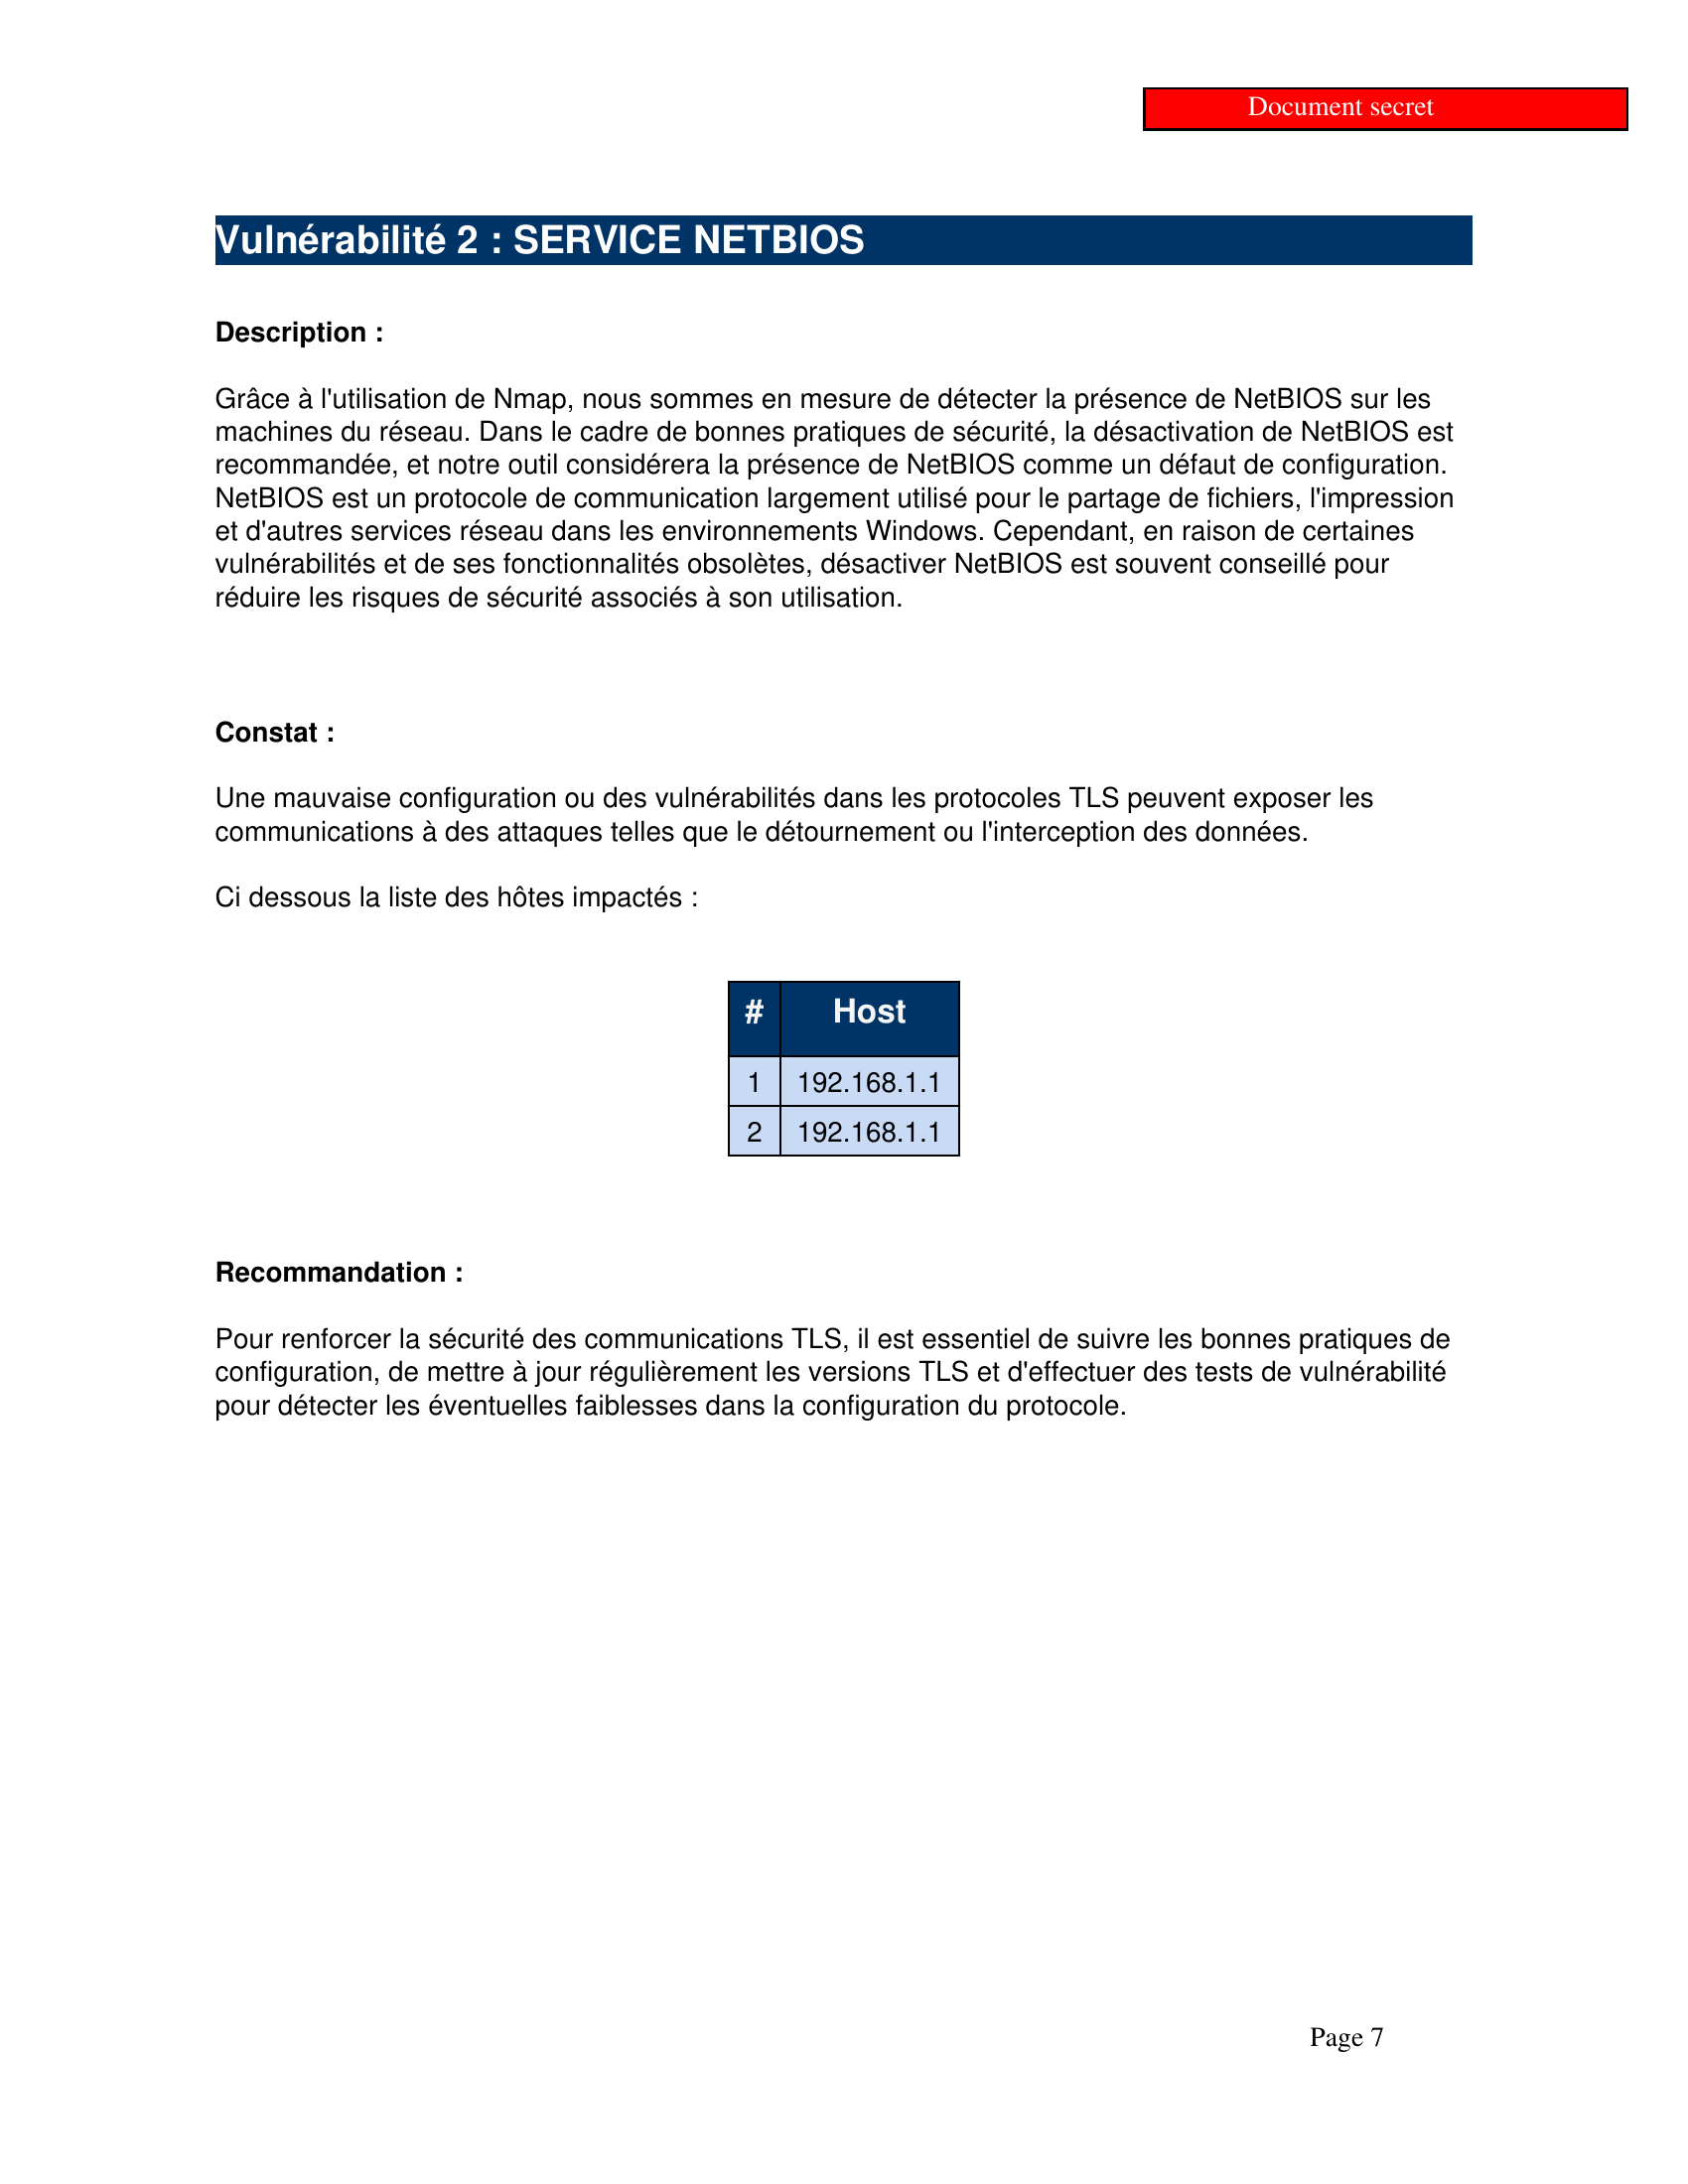 Document secret
Vulnérabilité 2 : SERVICE NETBIOS
Description :
Grâce à l'utilisation de Nmap, nous sommes en mesure de détecter la présence de NetBIOS sur les
machines du réseau. Dans le cadre de bonnes pratiques de sécurité, la désactivation de NetBIOS est
recommandée, et notre outil considérera la présence de NetBIOS comme un défaut de configuration.
NetBIOS est un protocole de communication largement utilisé pour le partage de fichiers, l'impression
et d'autres services réseau dans les environnements Windows. Cependant, en raison de certaines
vulnérabilités et de ses fonctionnalités obsolètes, désactiver NetBIOS est souvent conseillé pour
réduire les risques de sécurité associés à son utilisation.
Constat :
Une mauvaise configuration ou des vulnérabilités dans les protocoles TLS peuvent exposer les
communications à des attaques telles que le détournement ou l'interception des données.
Ci dessous la liste des hôtes impactés :
# Host
1 192.168.1.1
2 192.168.1.1
Recommandation :
Pour renforcer la sécurité des communications TLS, il est essentiel de suivre les bonnes pratiques de
configuration, de mettre à jour régulièrement les versions TLS et d'effectuer des tests de vulnérabilité
pour détecter les éventuelles faiblesses dans la configuration du protocole.
Page 7